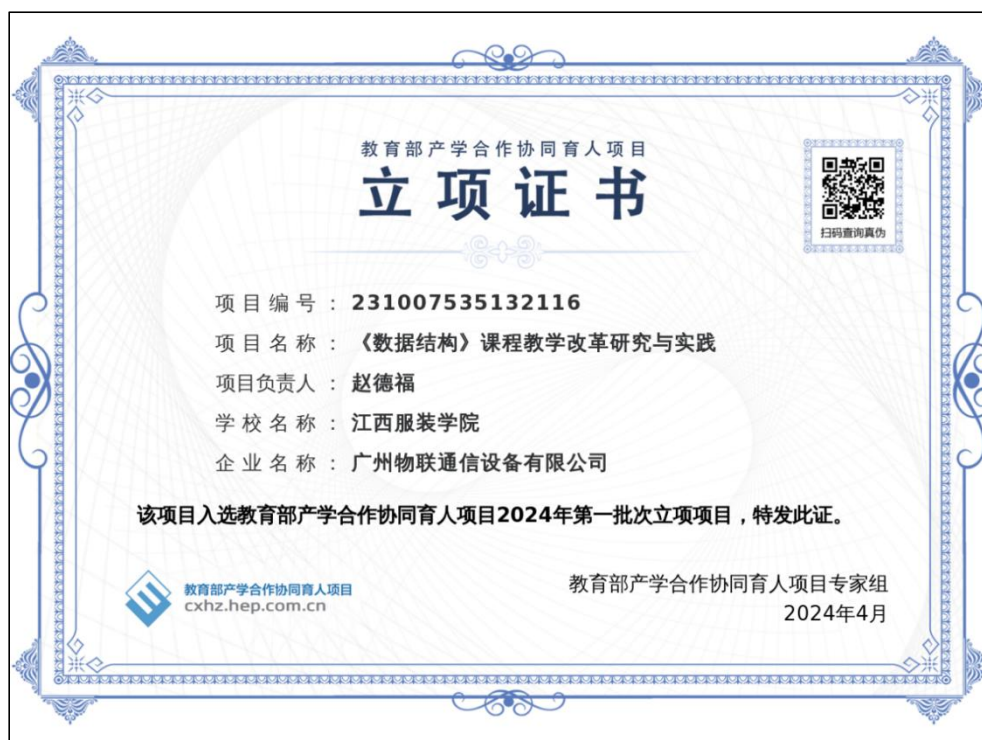 教育部产学合作协同育人项目
立项证书
扫码查询真伪
项目编号：231007535132116
项目名称：《数据结构》课程教学改革研究与实践
项目负责人：赵德福
学校名称：江西服装学院
企业名称：广州物联通信设备有限公司
该项目入选教育部产学合作协同育人项目2024年第一批次立项项目，特发此证。
教育部产学合作协同育人项目
cxhz.hep.com.cn
教育部产学合作协同育人项目专家组
2024年4月